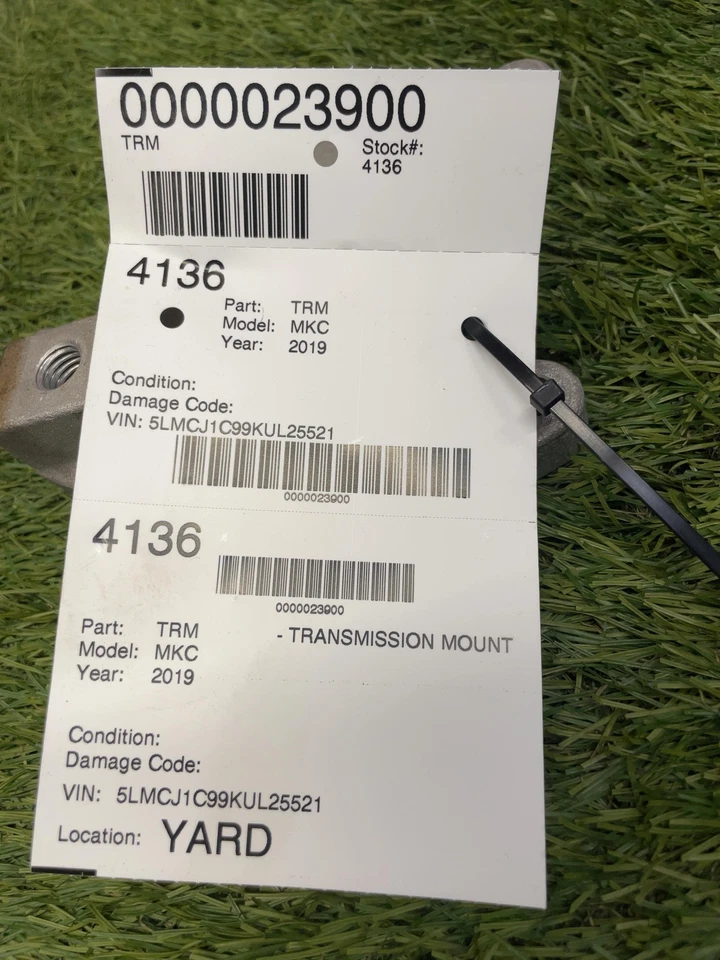 0000023900
TRM
Stock#:
4136
4136
Part: TRM
Model: MKC
Year: 2019
Condition:
Damage Code:
VIN: 5LMCJ1C99KUL25521
0000023900
4136
0000023900
Part: TRM - TRANSMISSION MOUNT
Model: MKC
Year: 2019
Condition:
Damage Code:
VIN: 5LMCJ1C99KUL25521
Location: YARD